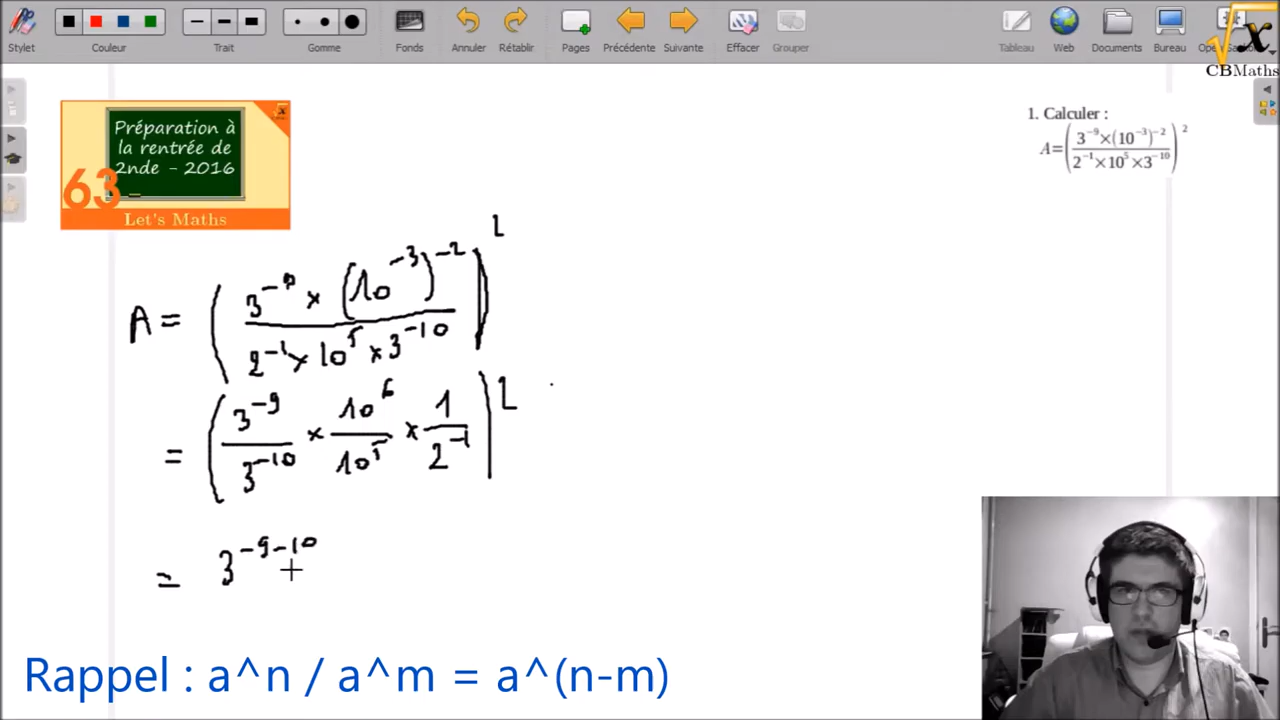 Stylet Couleur Trait Gomme Fonds Annuler Rétablir Pages Précédente Suivante Effacer Grouper Tableau Web Documents Bureau
√x
CBMaths
Préparation à
la rentrée de
2nde - 2016
63
Let's Maths
1. Calculer :
A=(3^-9×(10^-3)^-2 / 2^-1×10^5×3^-10)^2
A = (3^-9 × (10^-3)^-2 / 2^-1 × 10^5 × 3^-10)^2
= (3^-9 / 3^-10 × 10^6 / 10^5 × 1 / 2^-1)^2
= 3^-9-10
Rappel : a^n / a^m = a^(n-m)